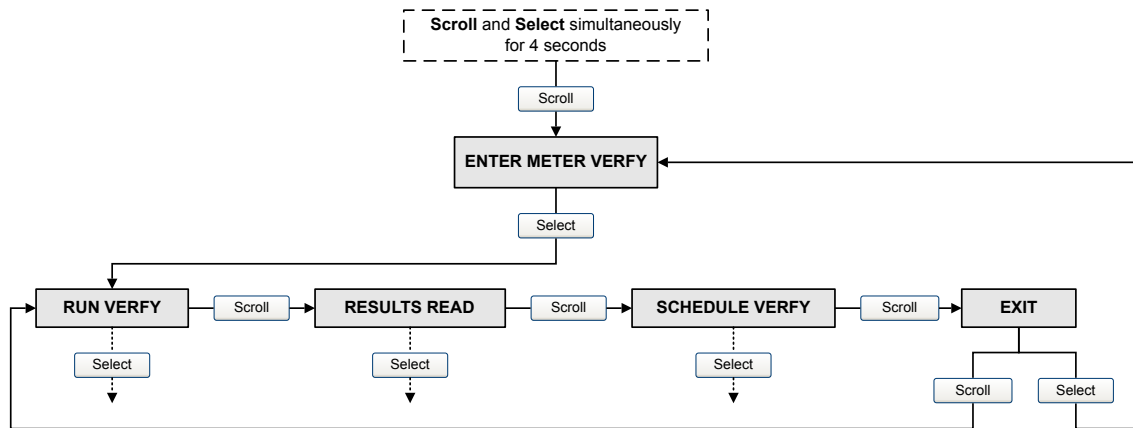 Scroll and Select simultaneously
for 4 seconds
Scroll
ENTER METER VERFY
Select
RUN VERFY
Scroll
RESULTS READ
Scroll
SCHEDULE VERFY
Scroll
EXIT
Select
Select
Select
Scroll
Select